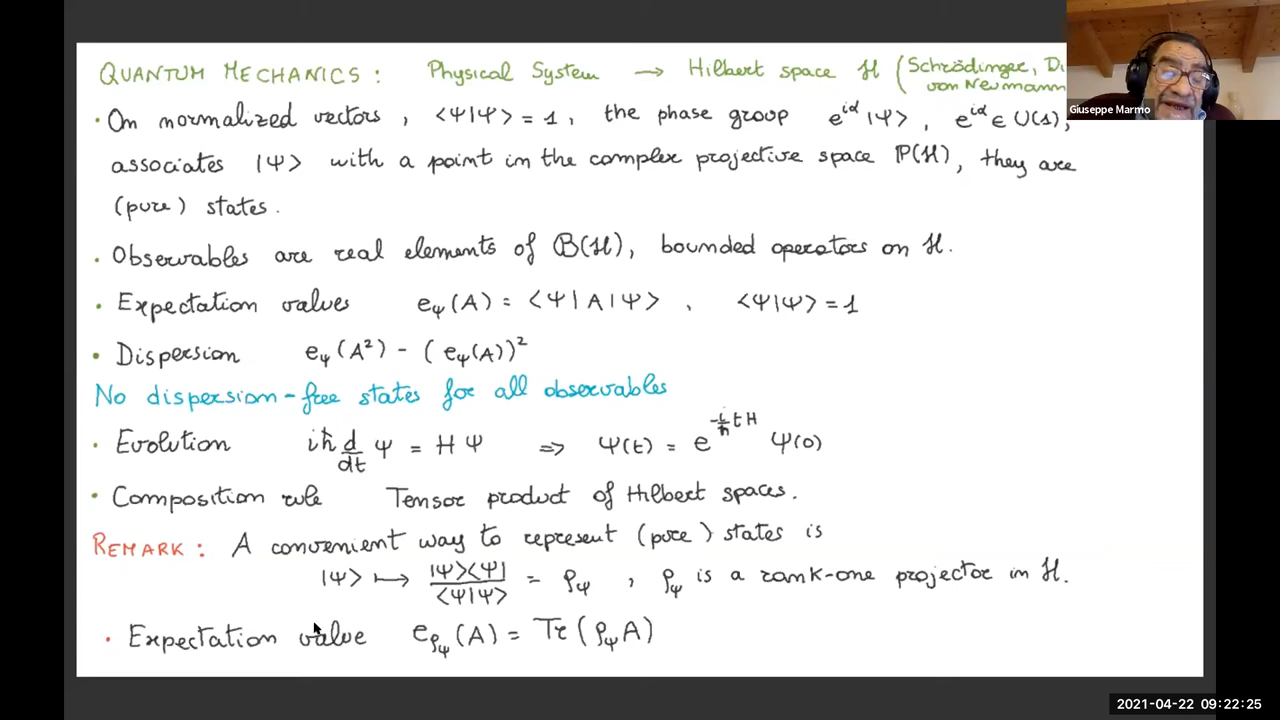 QUANTUM MECHANICS : Physical System → Hilbert space ℋ (Schrödinger, Di
von Neumann
Giuseppe Marmo
• On normalized vectors, ⟨Ψ|Ψ⟩ = 1, the phase group e^{iα}|Ψ⟩, e^{iα} ∈ U(1),
associates |Ψ⟩ with a point in the complex projective space ℙ(ℋ), they are
(pure) states.
• Observables are real elements of 𝔹(ℋ), bounded operators on ℋ.
• Expectation values e_Ψ(A) = ⟨Ψ|A|Ψ⟩, ⟨Ψ|Ψ⟩ = 1
• Dispersion e_Ψ(A²) - (e_Ψ(A))²
No dispersion-free states for all observables
• Evolution iħ d/dt Ψ = H Ψ ⇒ Ψ(t) = e^{-i/ħ tH} Ψ(0)
• Composition rule Tensor product of Hilbert spaces.
REMARK : A convenient way to represent (pure) states is
|Ψ⟩ ↦ |Ψ⟩⟨Ψ| / ⟨Ψ|Ψ⟩ = ρ_Ψ, ρ_Ψ is a rank-one projector in ℋ.
• Expectation value e_{ρ_Ψ}(A) = Tr(ρ_Ψ A)
2021-04-22 09:22:25